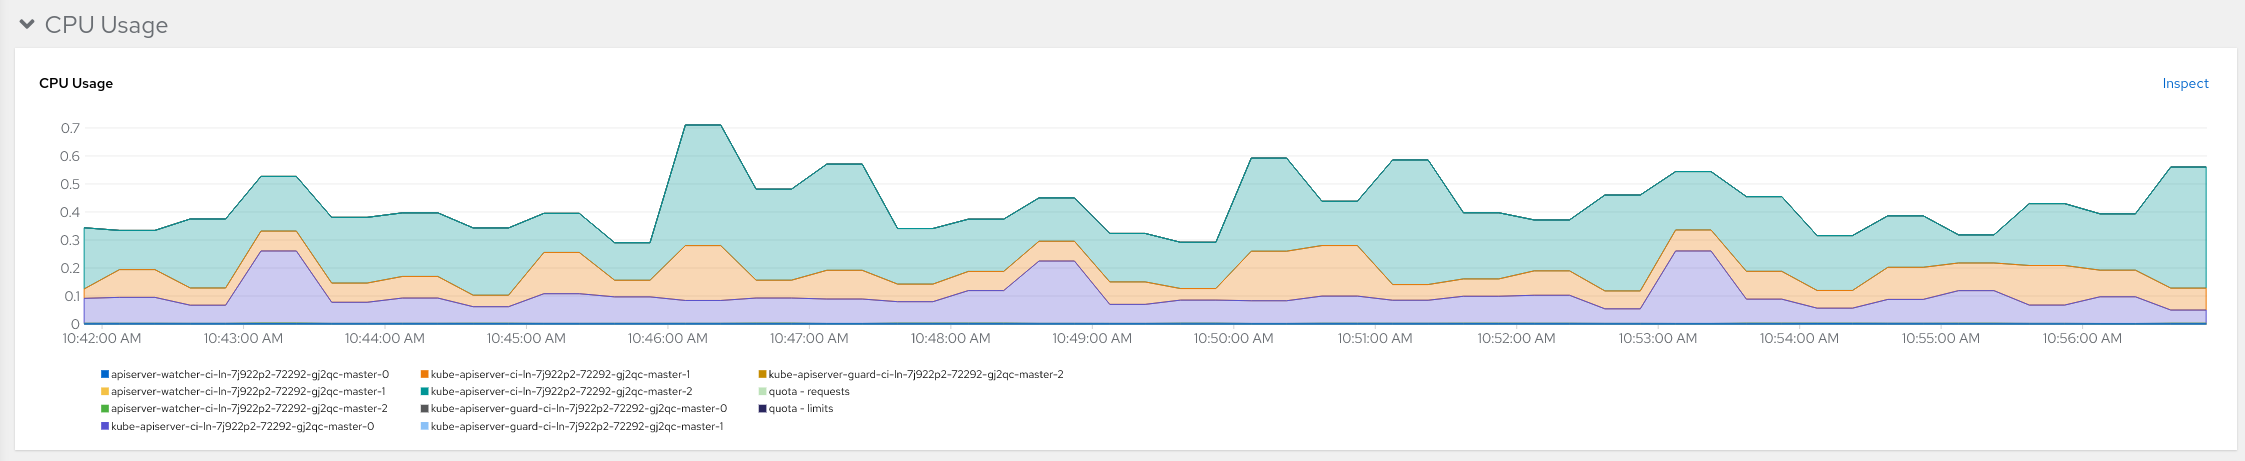 CPU Usage
CPU Usage
Inspect
0.7
0.6
0.5
0.4
0.3
0.2
0.1
0
10:42:00 AM 10:43:00 AM 10:44:00 AM 10:45:00 AM 10:46:00 AM 10:47:00 AM 10:48:00 AM 10:49:00 AM 10:50:00 AM 10:51:00 AM 10:52:00 AM 10:53:00 AM 10:54:00 AM 10:55:00 AM 10:56:00 AM
apiserver-watcher-ci-ln-7j922p2-72292-gj2qc-master-0 kube-apiserver-ci-ln-7j922p2-72292-gj2qc-master-1 kube-apiserver-guard-ci-ln-7j922p2-72292-gj2qc-master-2
apiserver-watcher-ci-ln-7j922p2-72292-gj2qc-master-1 kube-apiserver-ci-ln-7j922p2-72292-gj2qc-master-2 quota - requests
apiserver-watcher-ci-ln-7j922p2-72292-gj2qc-master-2 kube-apiserver-guard-ci-ln-7j922p2-72292-gj2qc-master-0 quota - limits
kube-apiserver-ci-ln-7j922p2-72292-gj2qc-master-0 kube-apiserver-guard-ci-ln-7j922p2-72292-gj2qc-master-1